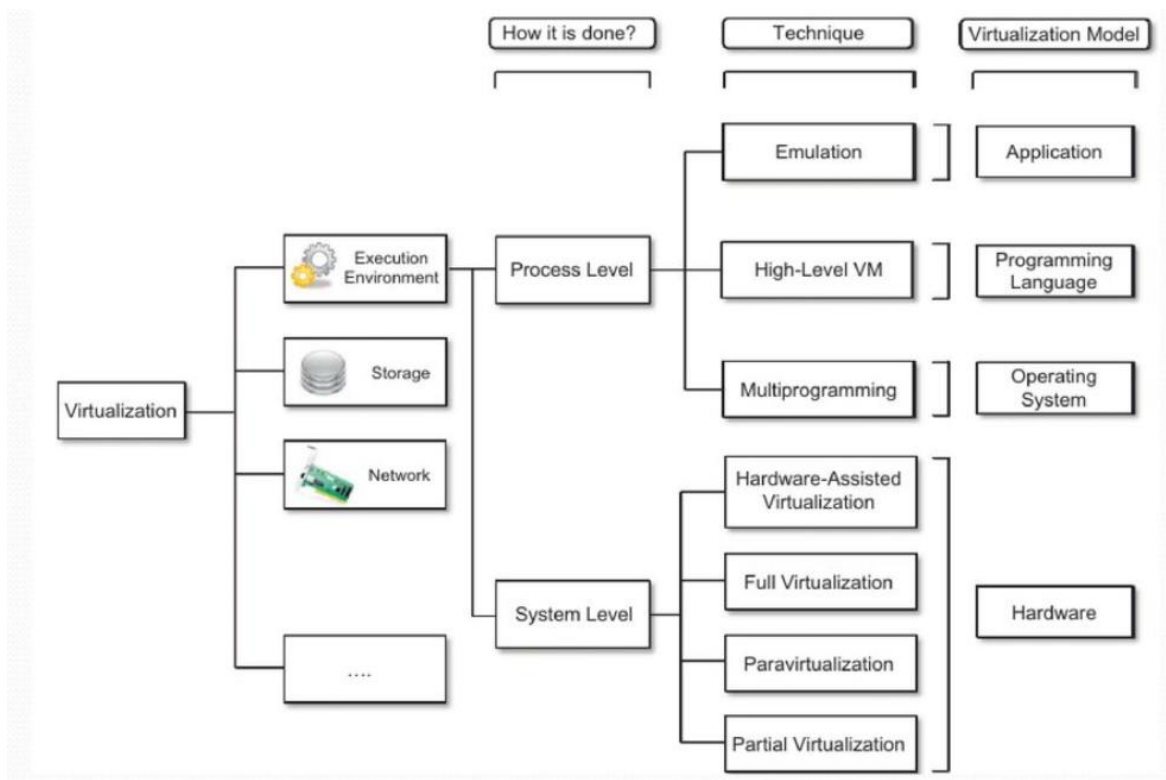 How it is done?
Technique
Virtualization Model
Emulation
Application
Execution
Environment
Process Level
High-Level VM
Programming
Language
Storage
Multiprogramming
Operating
System
Virtualization
Network
Hardware-Assisted
Virtualization
System Level
Full Virtualization
Hardware
Paravirtualization
....
Partial Virtualization